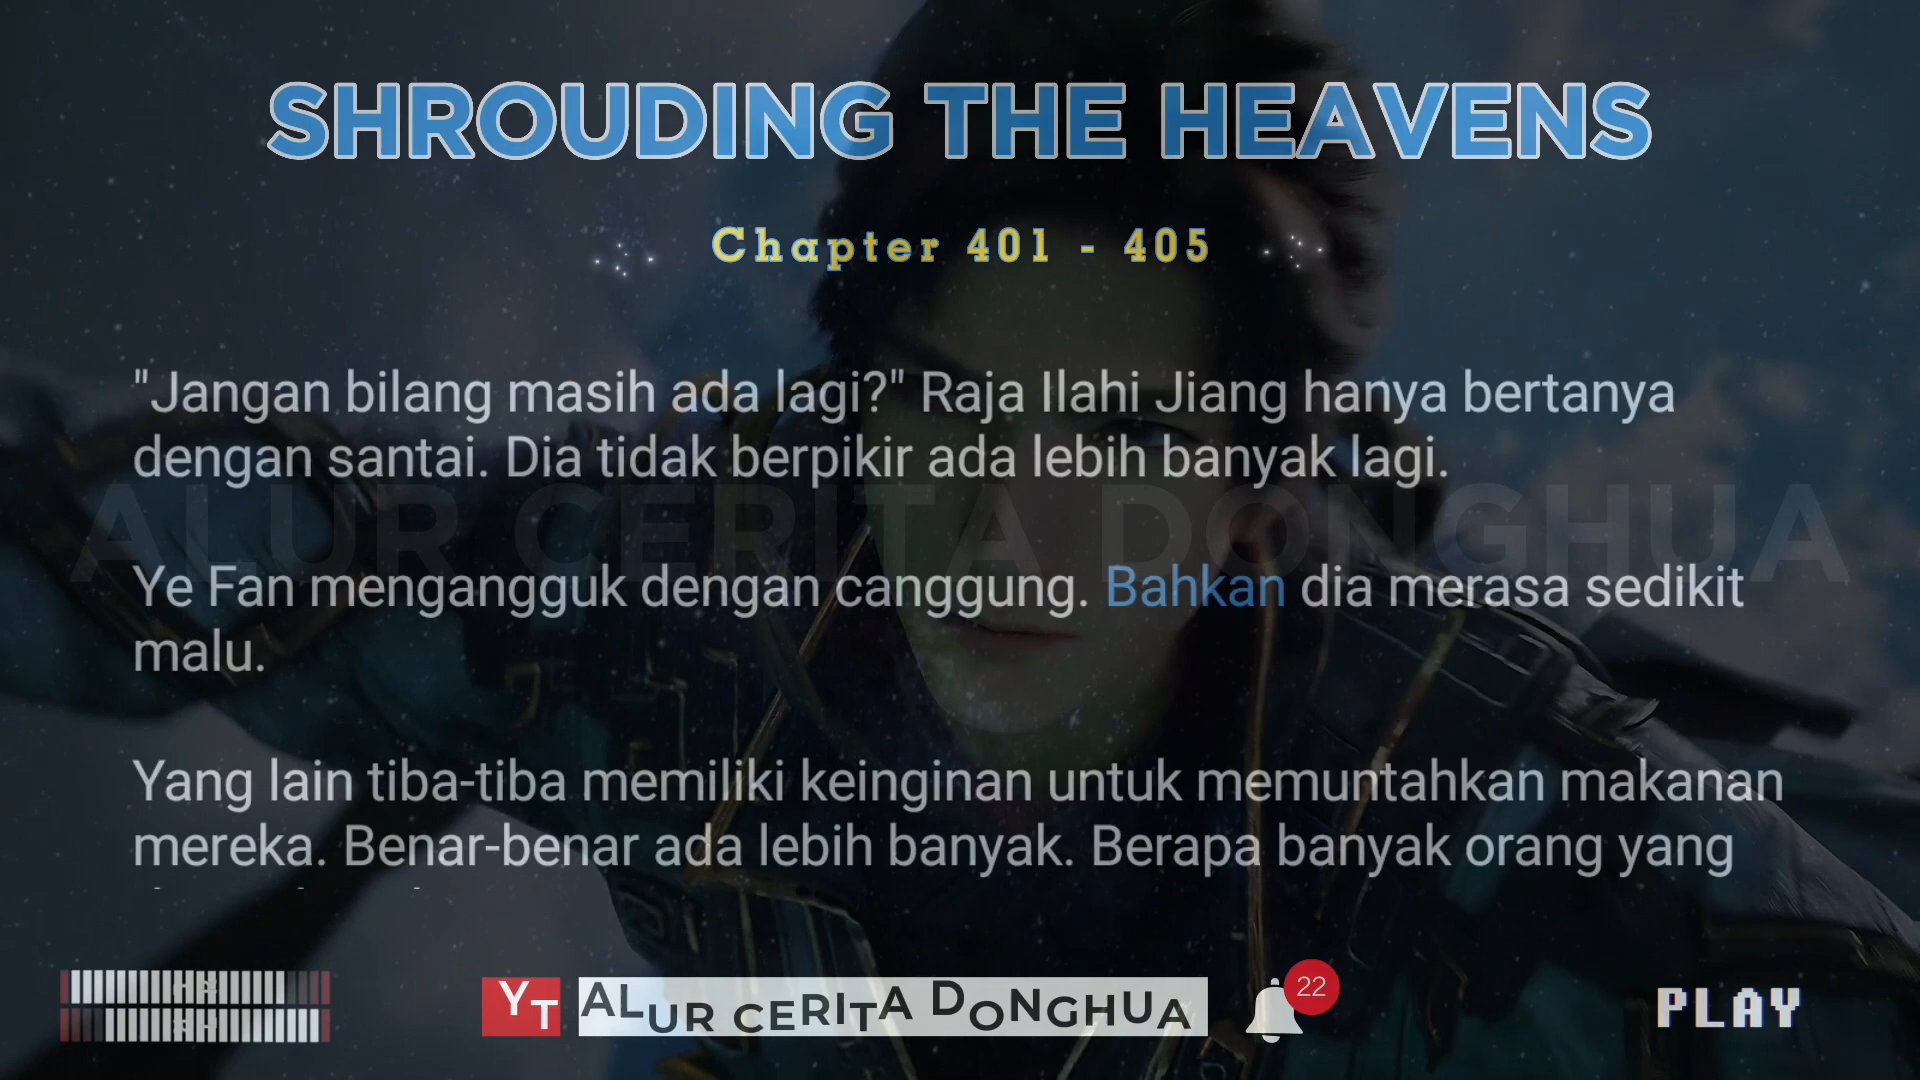 SHROUDING THE HEAVENS
Chapter 401 - 405
"Jangan bilang masih ada lagi?" Raja Ilahi Jiang hanya bertanya
dengan santai. Dia tidak berpikir ada lebih banyak lagi.
ALUR CERITA DONGHUA
Ye Fan mengangguk dengan canggung. Bahkan dia merasa sedikit
malu.
Yang lain tiba-tiba memiliki keinginan untuk memuntahkan makanan
mereka. Benar-benar ada lebih banyak. Berapa banyak orang yang
YT ALUR CERITA DONGHUA
22
PLAY